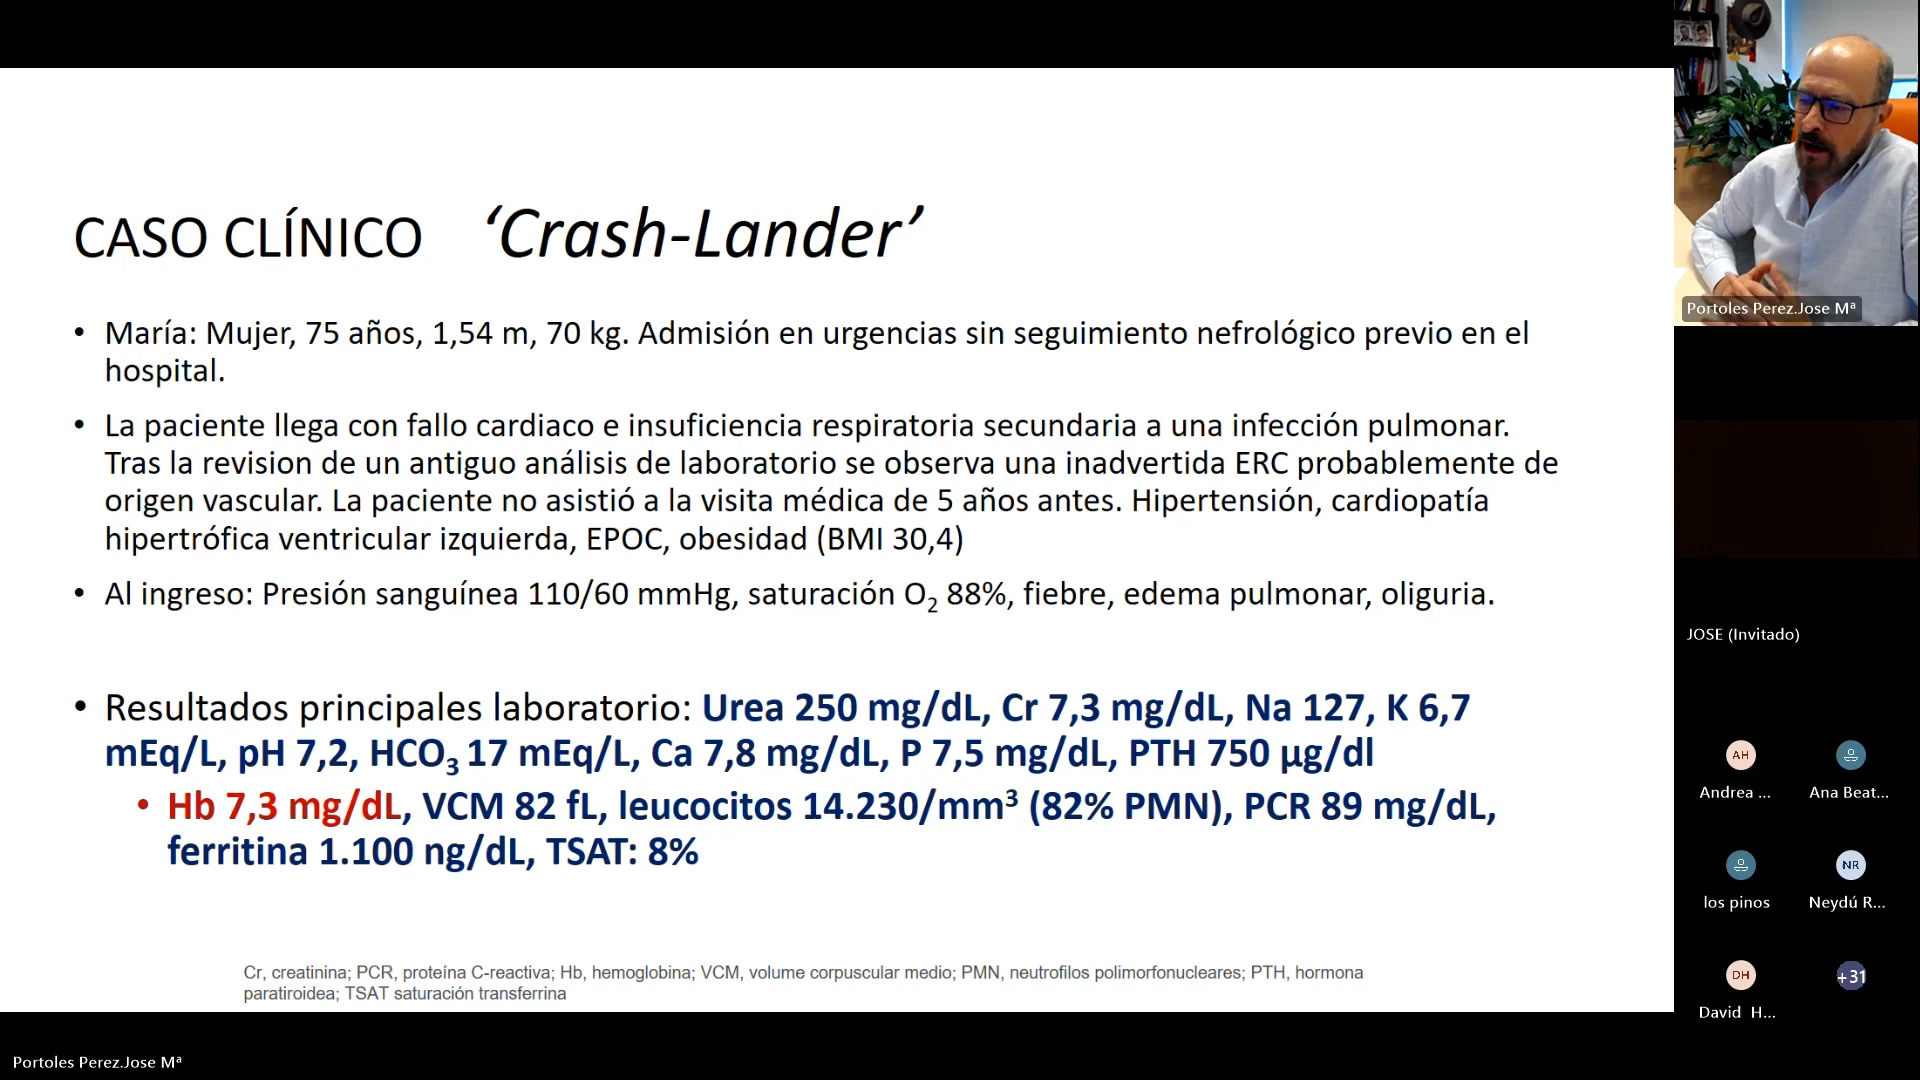 CASO CLÍNICO ‘Crash-Lander’
• María: Mujer, 75 años, 1,54 m, 70 kg. Admisión en urgencias sin seguimiento nefrológico previo en el
hospital.
• La paciente llega con fallo cardiaco e insuficiencia respiratoria secundaria a una infección pulmonar.
Tras la revision de un antiguo análisis de laboratorio se observa una inadvertida ERC probablemente de
origen vascular. La paciente no asistió a la visita médica de 5 años antes. Hipertensión, cardiopatía
hipertrófica ventricular izquierda, EPOC, obesidad (BMI 30,4)
• Al ingreso: Presión sanguínea 110/60 mmHg, saturación O₂ 88%, fiebre, edema pulmonar, oliguria.
• Resultados principales laboratorio: Urea 250 mg/dL, Cr 7,3 mg/dL, Na 127, K 6,7
mEq/L, pH 7,2, HCO₃ 17 mEq/L, Ca 7,8 mg/dL, P 7,5 mg/dL, PTH 750 µg/dl
• Hb 7,3 mg/dL, VCM 82 fL, leucocitos 14.230/mm³ (82% PMN), PCR 89 mg/dL,
ferritina 1.100 ng/dL, TSAT: 8%
Cr, creatinina; PCR, proteína C-reactiva; Hb, hemoglobina; VCM, volume corpuscular medio; PMN, neutrofilos polimorfonucleares; PTH, hormona
paratiroidea; TSAT saturación transferrina
Portoles Perez.Jose Mª
Portoles Perez.Jose Mª
JOSE (Invitado)
AH
Andrea ...
Ana Beat...
los pinos
NR
Neydú R...
DH
David H...
+31